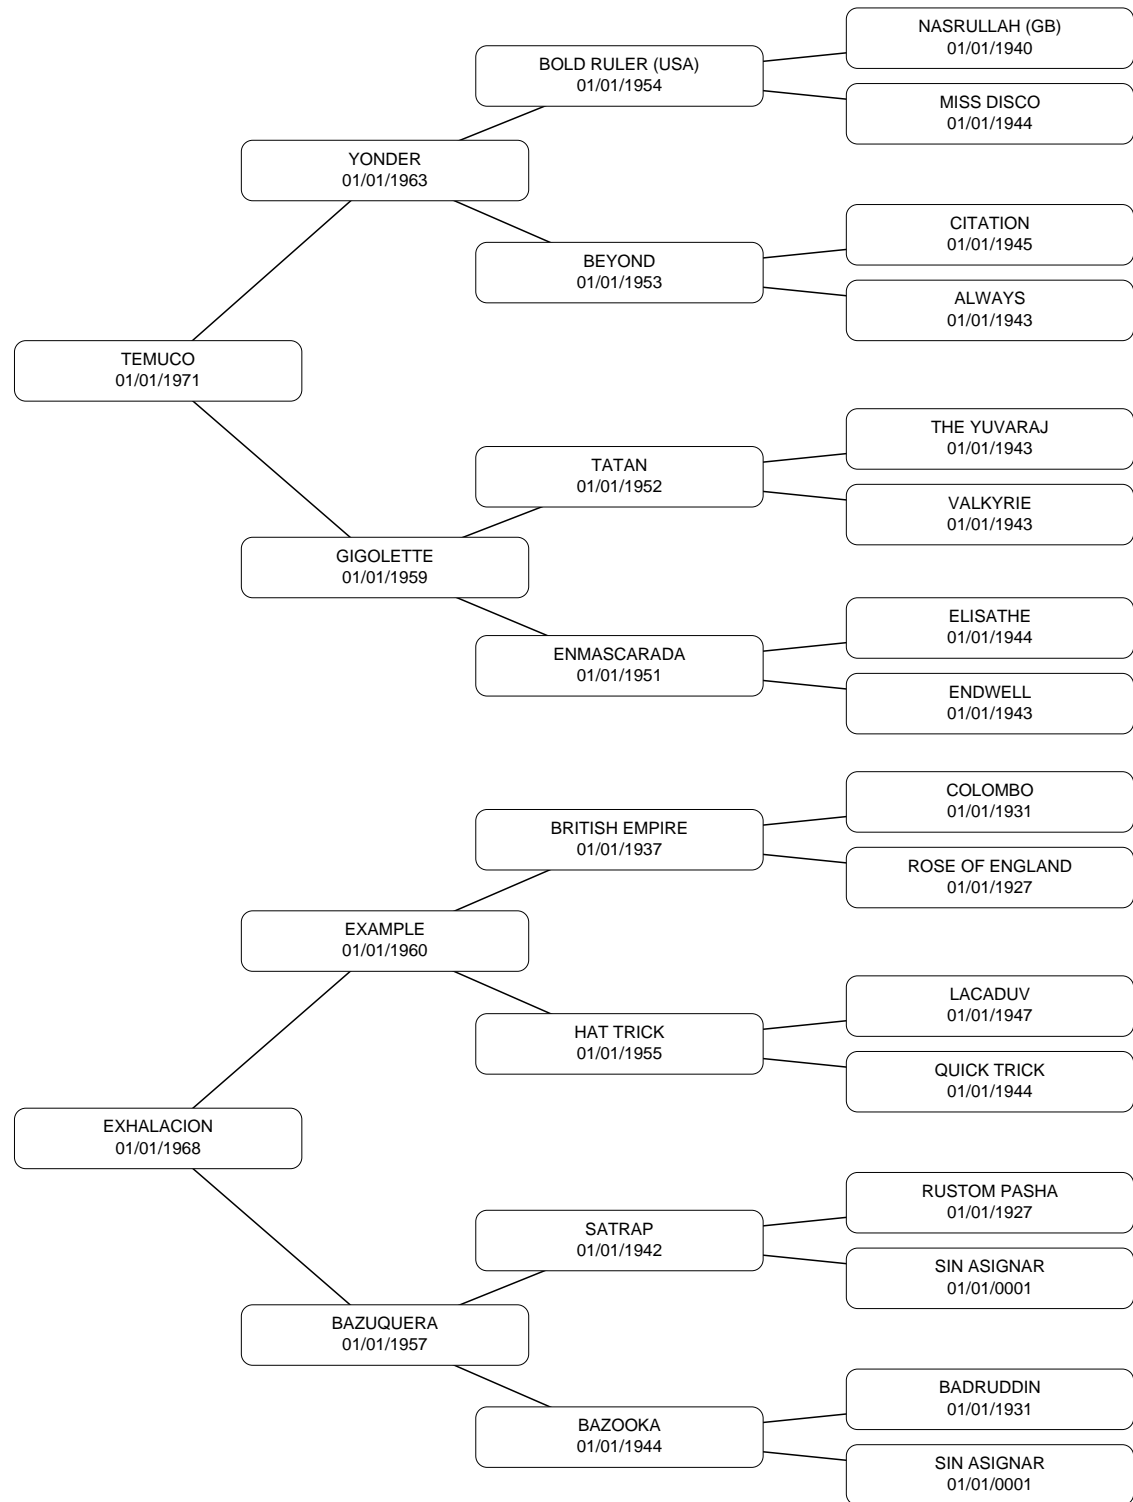 NASRULLAH (GB)
01/01/1940
BOLD RULER (USA)
01/01/1954
MISS DISCO
01/01/1944
YONDER
01/01/1963
CITATION
01/01/1945
BEYOND
01/01/1953
ALWAYS
01/01/1943
TEMUCO
01/01/1971
THE YUVARAJ
01/01/1943
TATAN
01/01/1952
VALKYRIE
01/01/1943
GIGOLETTE
01/01/1959
ELISATHE
01/01/1944
ENMASCARADA
01/01/1951
ENDWELL
01/01/1943
COLOMBO
01/01/1931
BRITISH EMPIRE
01/01/1937
ROSE OF ENGLAND
01/01/1927
EXAMPLE
01/01/1960
LACADUV
01/01/1947
HAT TRICK
01/01/1955
QUICK TRICK
01/01/1944
EXHALACION
01/01/1968
RUSTOM PASHA
01/01/1927
SATRAP
01/01/1942
SIN ASIGNAR
01/01/0001
BAZUQUERA
01/01/1957
BADRUDDIN
01/01/1931
BAZOOKA
01/01/1944
SIN ASIGNAR
01/01/0001